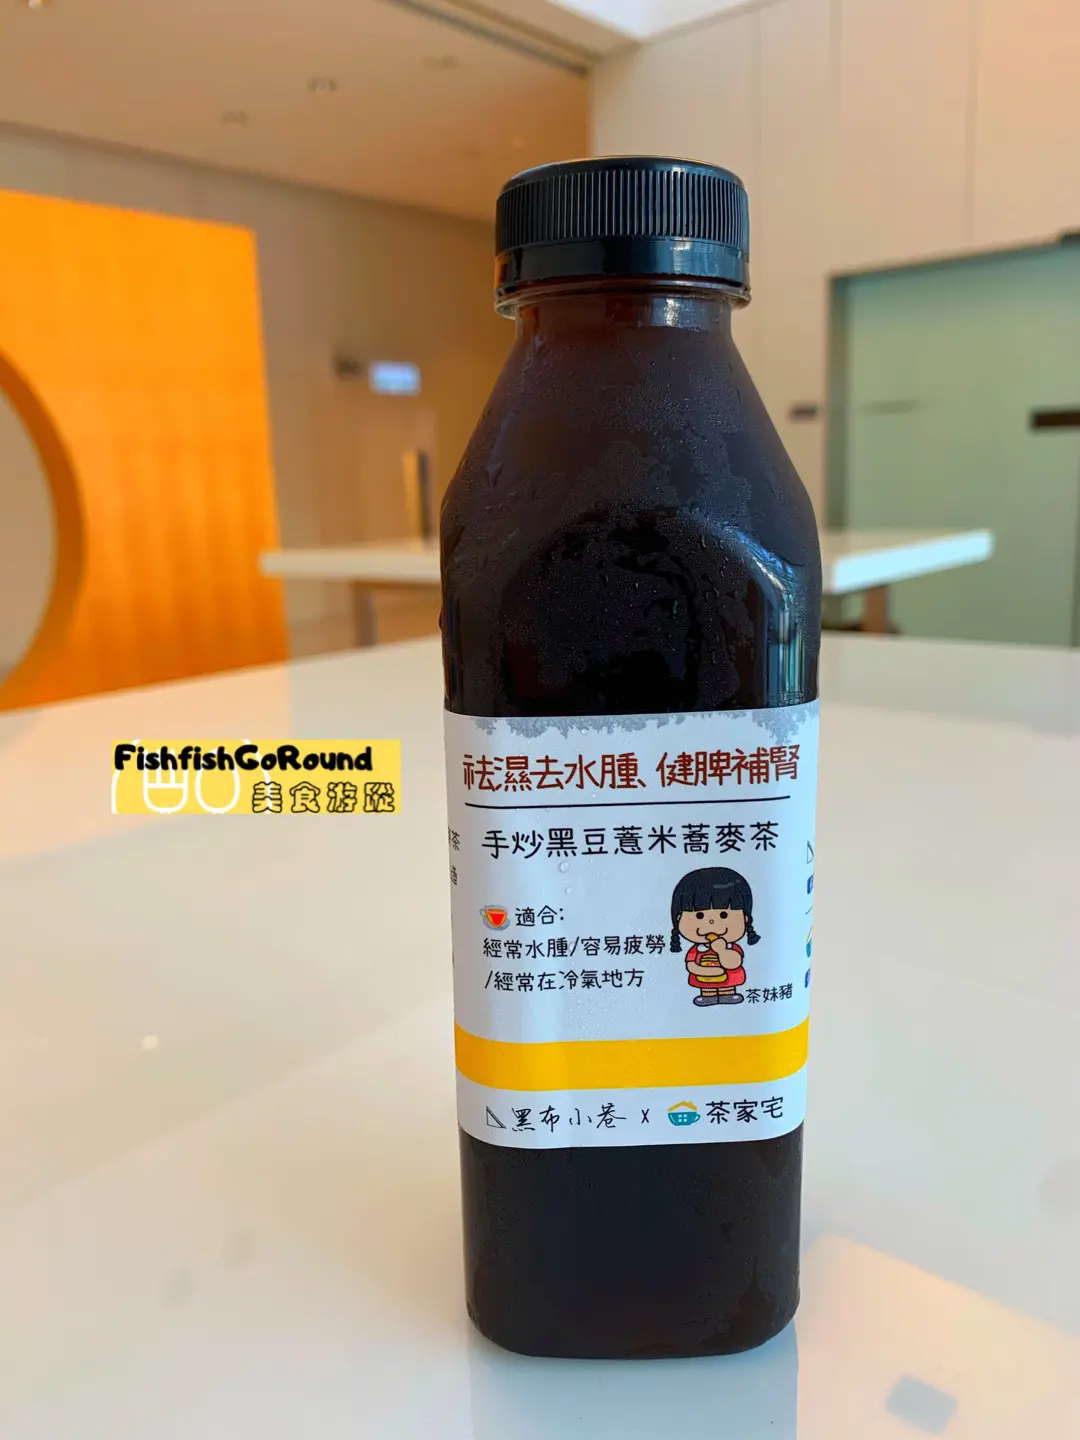 FishfishGoRound
美食游蹤
祛濕去水腫、健脾補腎
手炒黑豆薏米蕎麥茶
茶
適合:
經常水腫/容易疲勞
/經常在冷氣地方
茶妹豬
黑布小巷 x 茶家宅